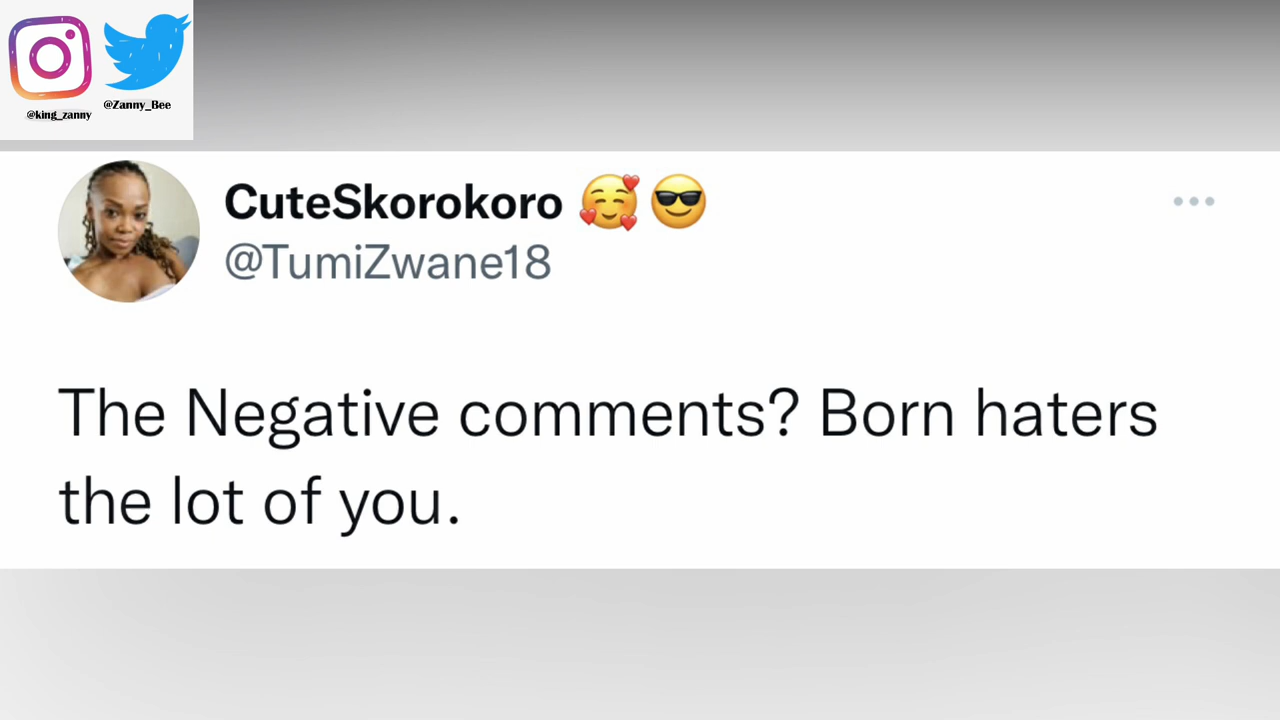 @king_zanny
@Zanny_Bee
CuteSkorokoro 🥰 😎
@TumiZwane18
The Negative comments? Born haters
the lot of you.